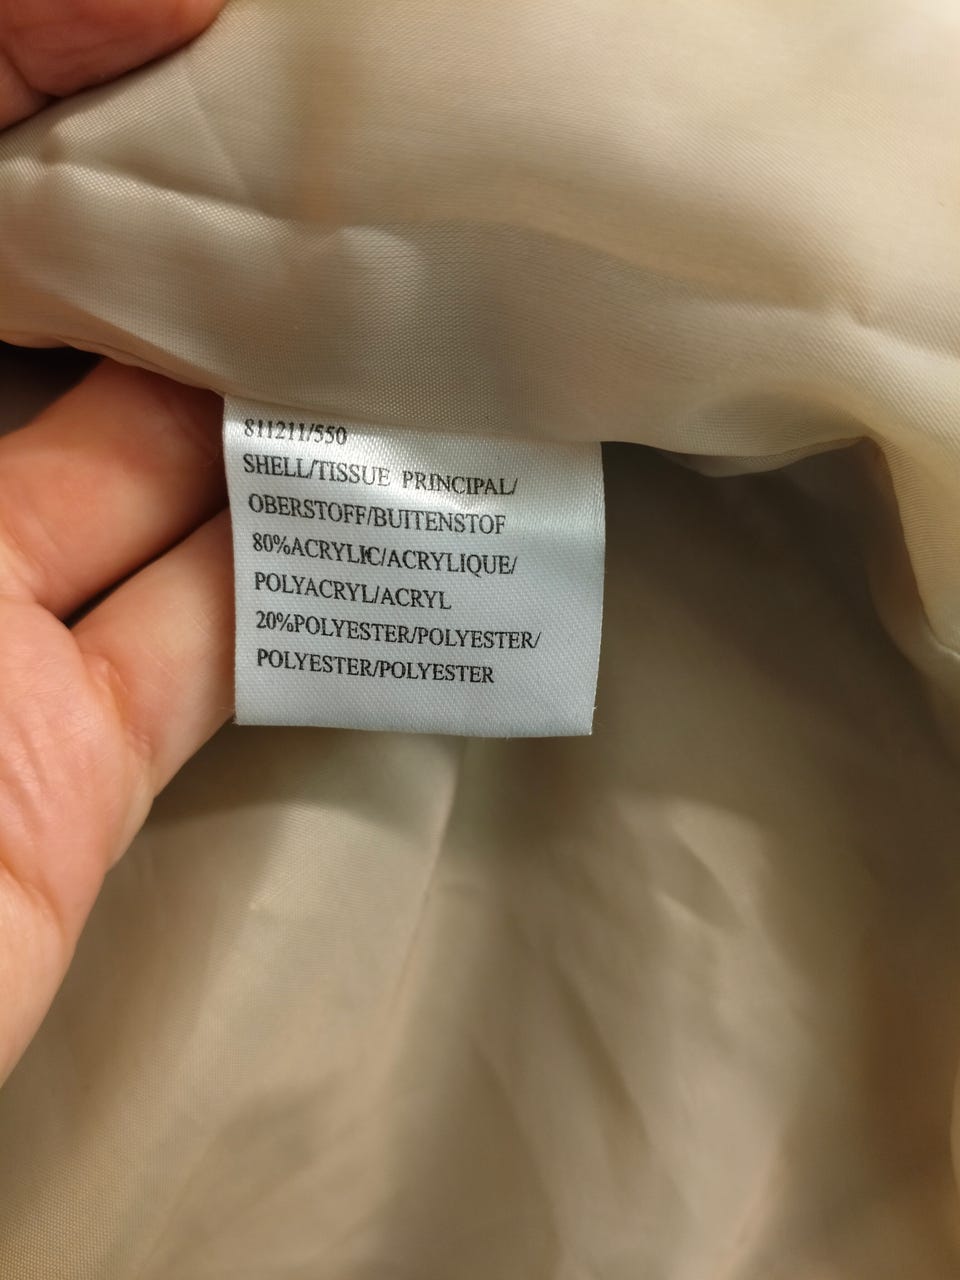 811211/550
SHELL/TISSUE PRINCIPAL/
OBERSTOFF/BUITENSTOF
80%ACRYLIC/ACRYLIQUE/
POLYACRYL/ACRYL
20%POLYESTER/POLYESTER/
POLYESTER/POLYESTER